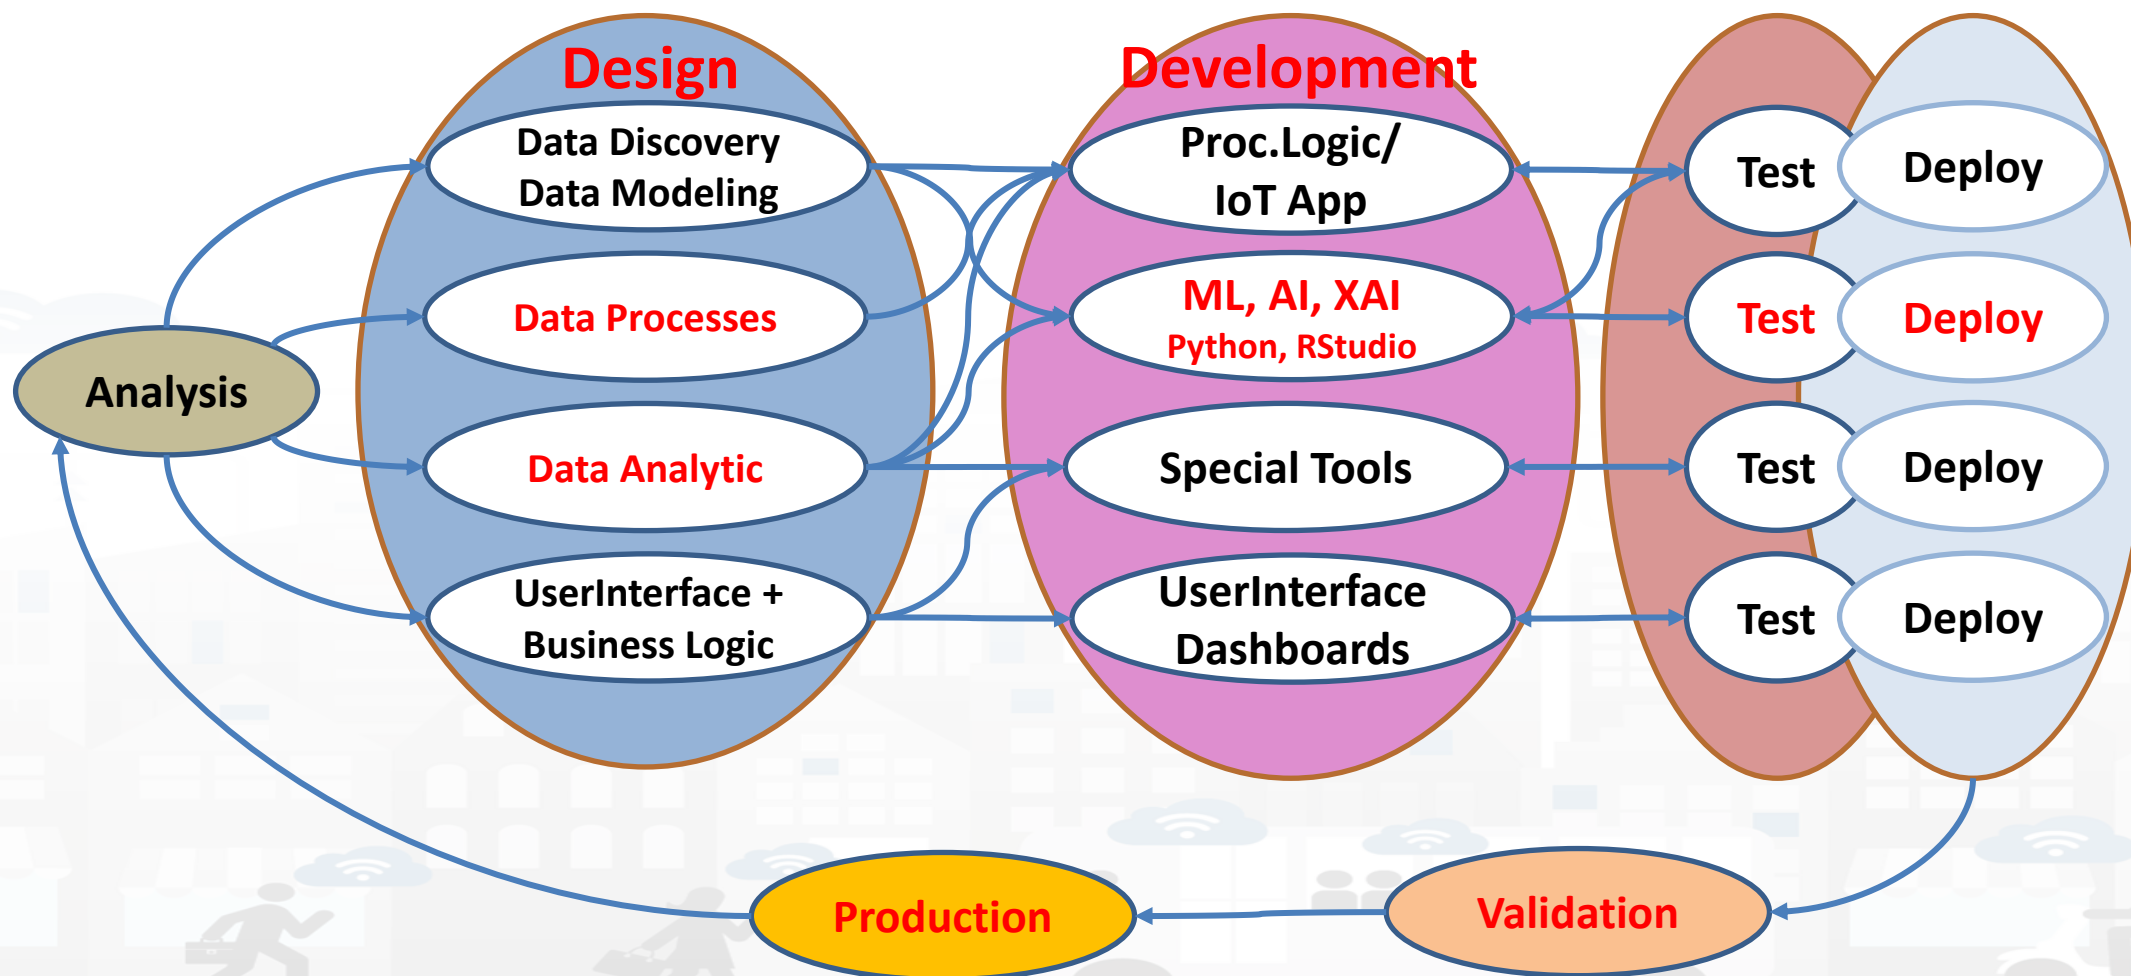 Design
Development
Data Discovery
Data Modeling
Proc.Logic/
IoT App
Test
Deploy
Data Processes
ML, AI, XAI
Python, RStudio
Test
Deploy
Analysis
Data Analytic
Special Tools
Test
Deploy
UserInterface +
Business Logic
UserInterface
Dashboards
Test
Deploy
Production
Validation